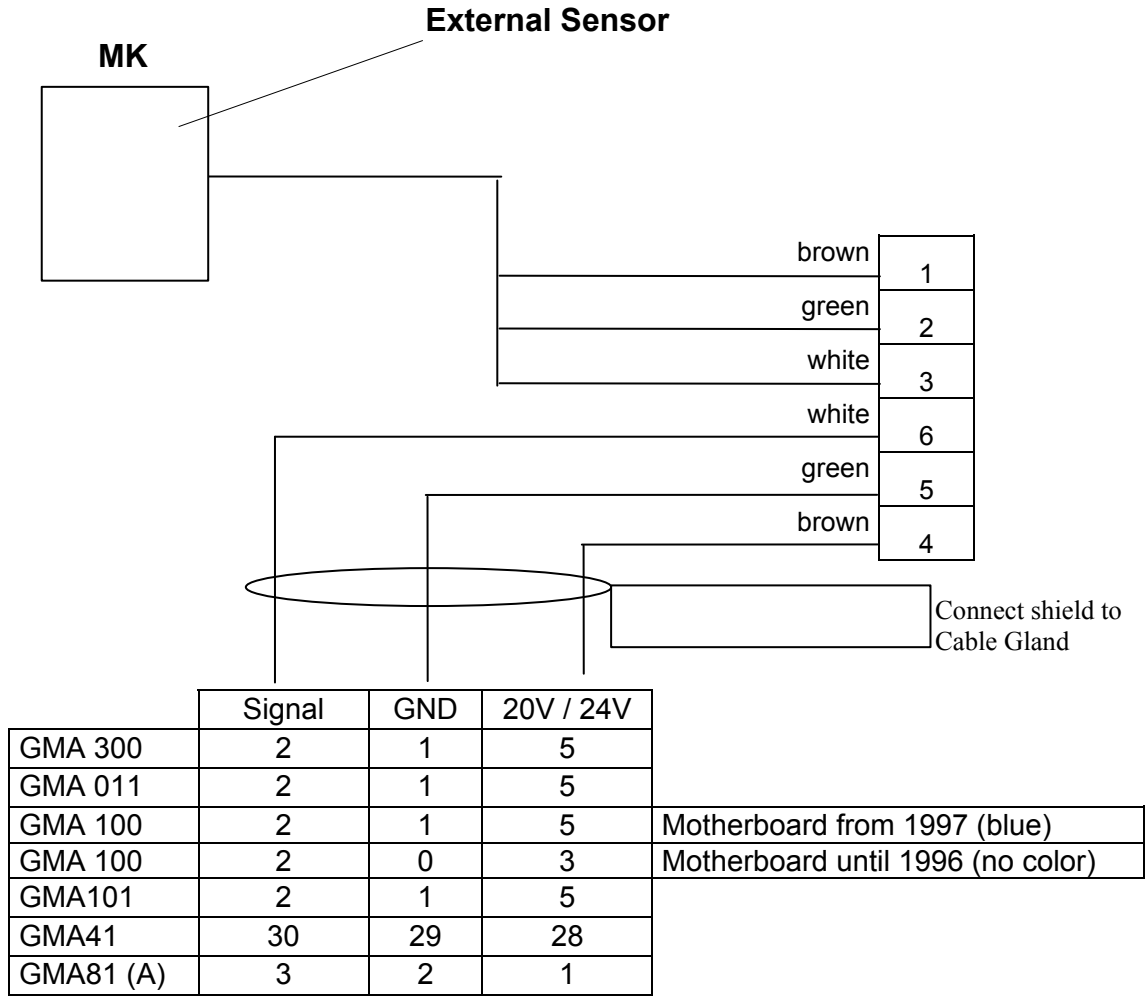 External Sensor
MK
brown 1
green 2
white 3
white 6
green 5
brown 4
Connect shield to
Cable Gland
Signal GND 20V / 24V
GMA 300 2 1 5
GMA 011 2 1 5
GMA 100 2 1 5 Motherboard from 1997 (blue)
GMA 100 2 0 3 Motherboard until 1996 (no color)
GMA101 2 1 5
GMA41 30 29 28
GMA81 (A) 3 2 1